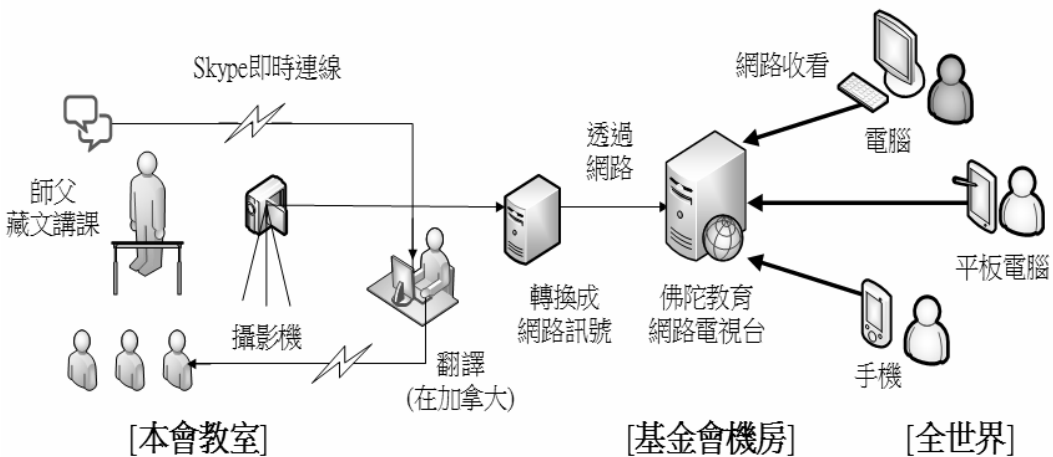 Skype即時連線
師父
藏文講課
攝影機
翻譯
(在加拿大)
[本會教室]
轉換成
網路訊號
透過
網路
佛陀教育
網路電視台
[基金會機房]
網路收看
電腦
平板電腦
手機
[全世界]